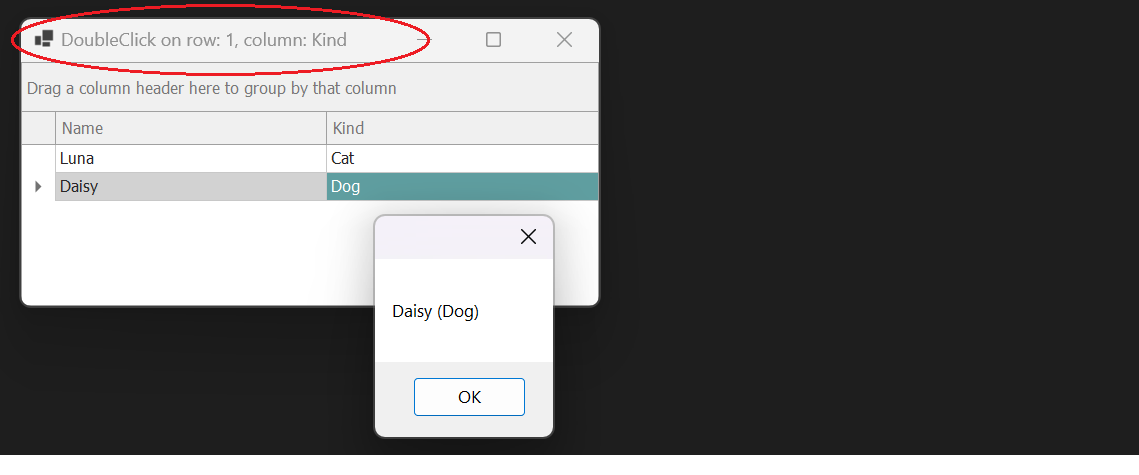 DoubleClick on row: 1, column: Kind
Drag a column header here to group by that column
Name Kind
Luna Cat
Daisy Dog
Daisy (Dog)
OK